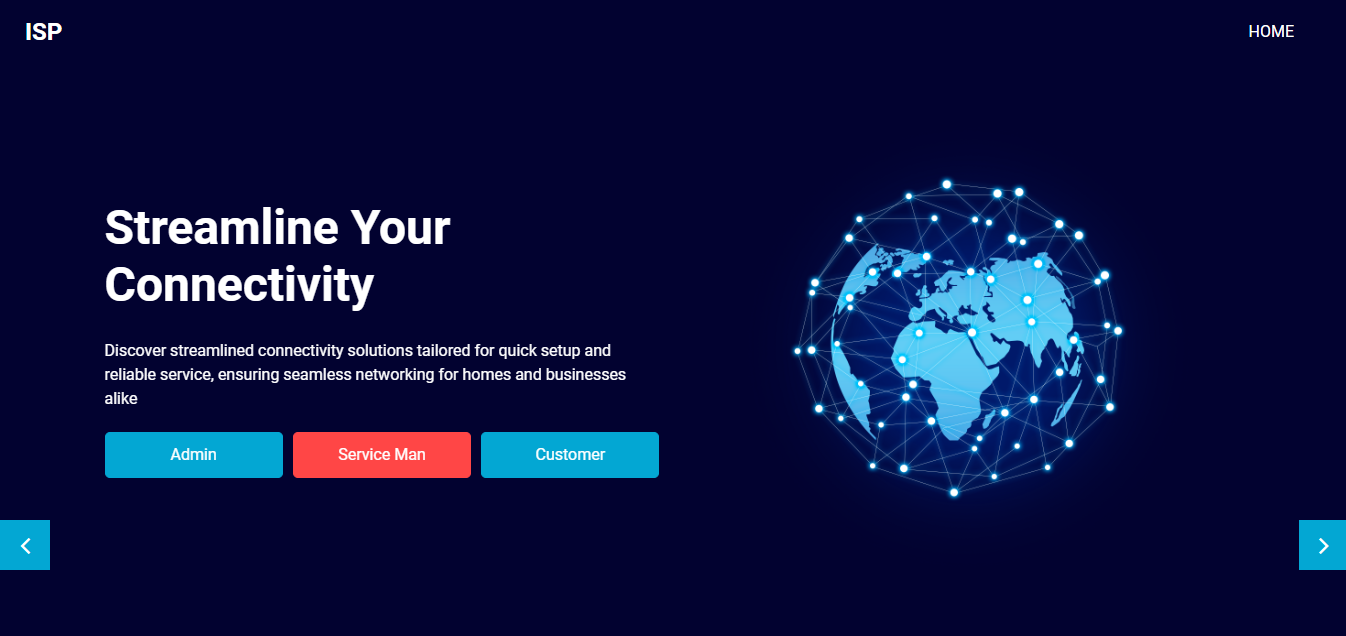 ISP
HOME
Streamline Your
Connectivity
Discover streamlined connectivity solutions tailored for quick setup and
reliable service, ensuring seamless networking for homes and businesses
alike
Admin
Service Man
Customer